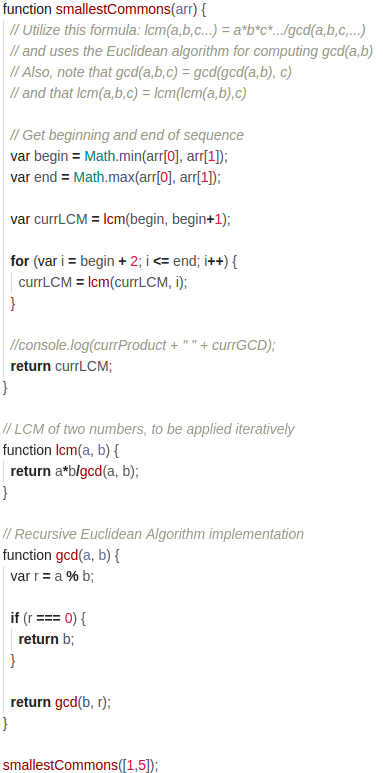 function smallestCommons(arr) {
  // Utilize this formula: lcm(a,b,c...) = a*b*c*.../gcd(a,b,c,...)
  // and uses the Euclidean algorithm for computing gcd(a,b)
  // Also, note that gcd(a,b,c) = gcd(gcd(a,b), c)
  // and that lcm(a,b,c) = lcm(lcm(a,b),c)

  // Get beginning and end of sequence
  var begin = Math.min(arr[0], arr[1]);
  var end = Math.max(arr[0], arr[1]);

  var currLCM = lcm(begin, begin+1);

  for (var i = begin + 2; i <= end; i++) {
    currLCM = lcm(currLCM, i);
  }

  //console.log(currProduct + " " + currGCD);
  return currLCM;
}

// LCM of two numbers, to be applied iteratively
function lcm(a, b) {
  return a*b/gcd(a, b);
}

// Recursive Euclidean Algorithm implementation
function gcd(a, b) {
  var r = a % b;

  if (r === 0) {
    return b;
  }

  return gcd(b, r);
}

smallestCommons([1,5]);